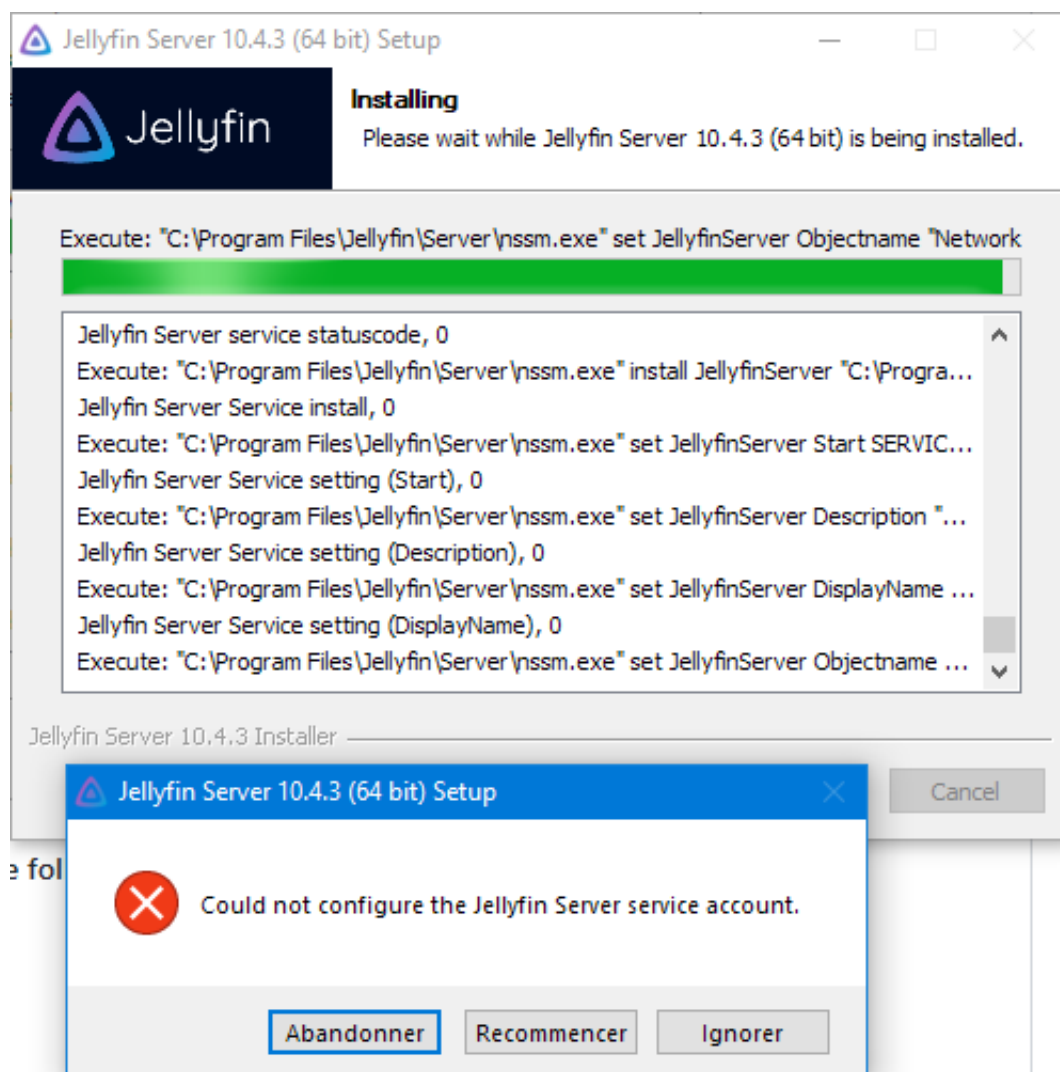 Jellyfin Server 10.4.3 (64 bit) Setup
Jellyfin
Installing
Please wait while Jellyfin Server 10.4.3 (64 bit) is being installed.
Execute: "C:\Program Files\Jellyfin\Server\nssm.exe" set JellyfinServer Objectname "Network
Jellyfin Server service statuscode, 0
Execute: "C:\Program Files\Jellyfin\Server\nssm.exe" install JellyfinServer "C:\Progra...
Jellyfin Server Service install, 0
Execute: "C:\Program Files\Jellyfin\Server\nssm.exe" set JellyfinServer Start SERVIC...
Jellyfin Server Service setting (Start), 0
Execute: "C:\Program Files\Jellyfin\Server\nssm.exe" set JellyfinServer Description "...
Jellyfin Server Service setting (Description), 0
Execute: "C:\Program Files\Jellyfin\Server\nssm.exe" set JellyfinServer DisplayName ...
Jellyfin Server Service setting (DisplayName), 0
Execute: "C:\Program Files\Jellyfin\Server\nssm.exe" set JellyfinServer Objectname ...
Jellyfin Server 10.4.3 Installer
Cancel
Jellyfin Server 10.4.3 (64 bit) Setup
e fol
Could not configure the Jellyfin Server service account.
Abandonner Recommencer Ignorer